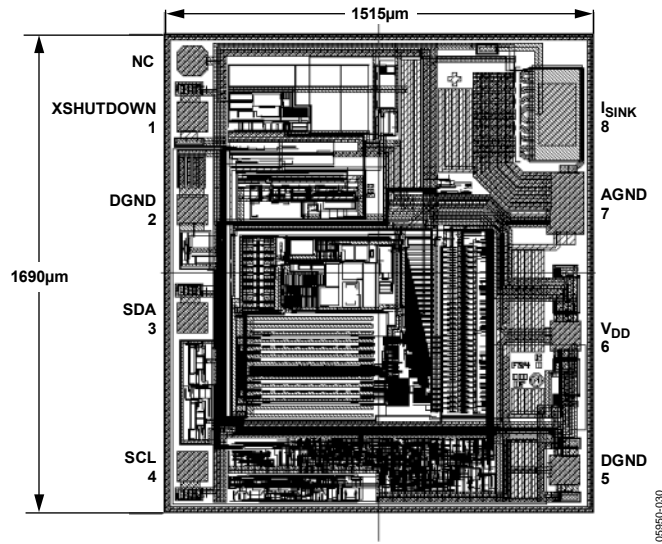 1515µm
NC
XSHUTDOWN
1
DGND
2
1690µm
SDA
3
SCL
4
ISINK
8
AGND
7
VDD
6
DGND
5
05950-030